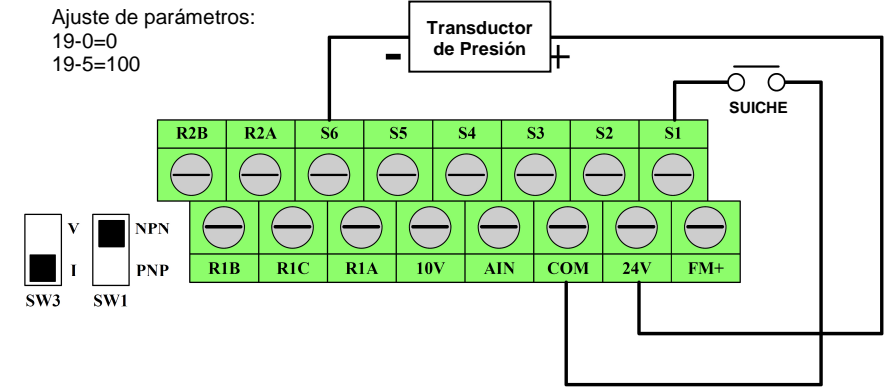 Ajuste de parámetros:
19-0=0
19-5=100
Transductor
de Presión
-
+
SUICHE
R2B R2A S6 S5 S4 S3 S2 S1
V
I
SW3
NPN
PNP
SW1
R1B R1C R1A 10V AIN COM 24V FM+